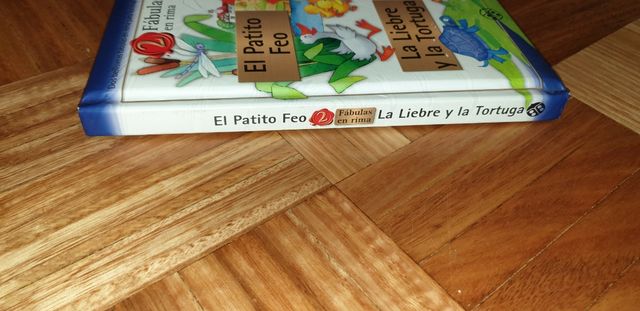 2 Fábulas
en rima
El Patito
Feo
La Liebre
y la Tortuga
El Patito Feo 2 Fábulas en rima La Liebre y la Tortuga